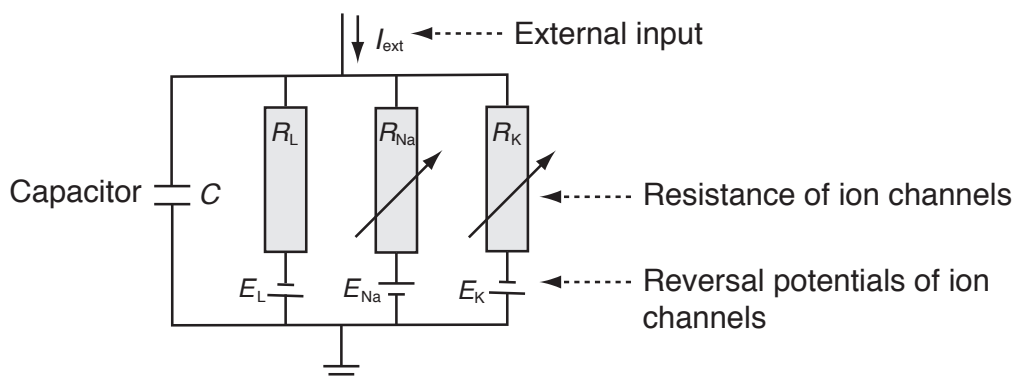 I_ext
External input
R_L
R_Na
R_K
Capacitor
C
Resistance of ion channels
E_L
E_Na
E_K
Reversal potentials of ion
channels